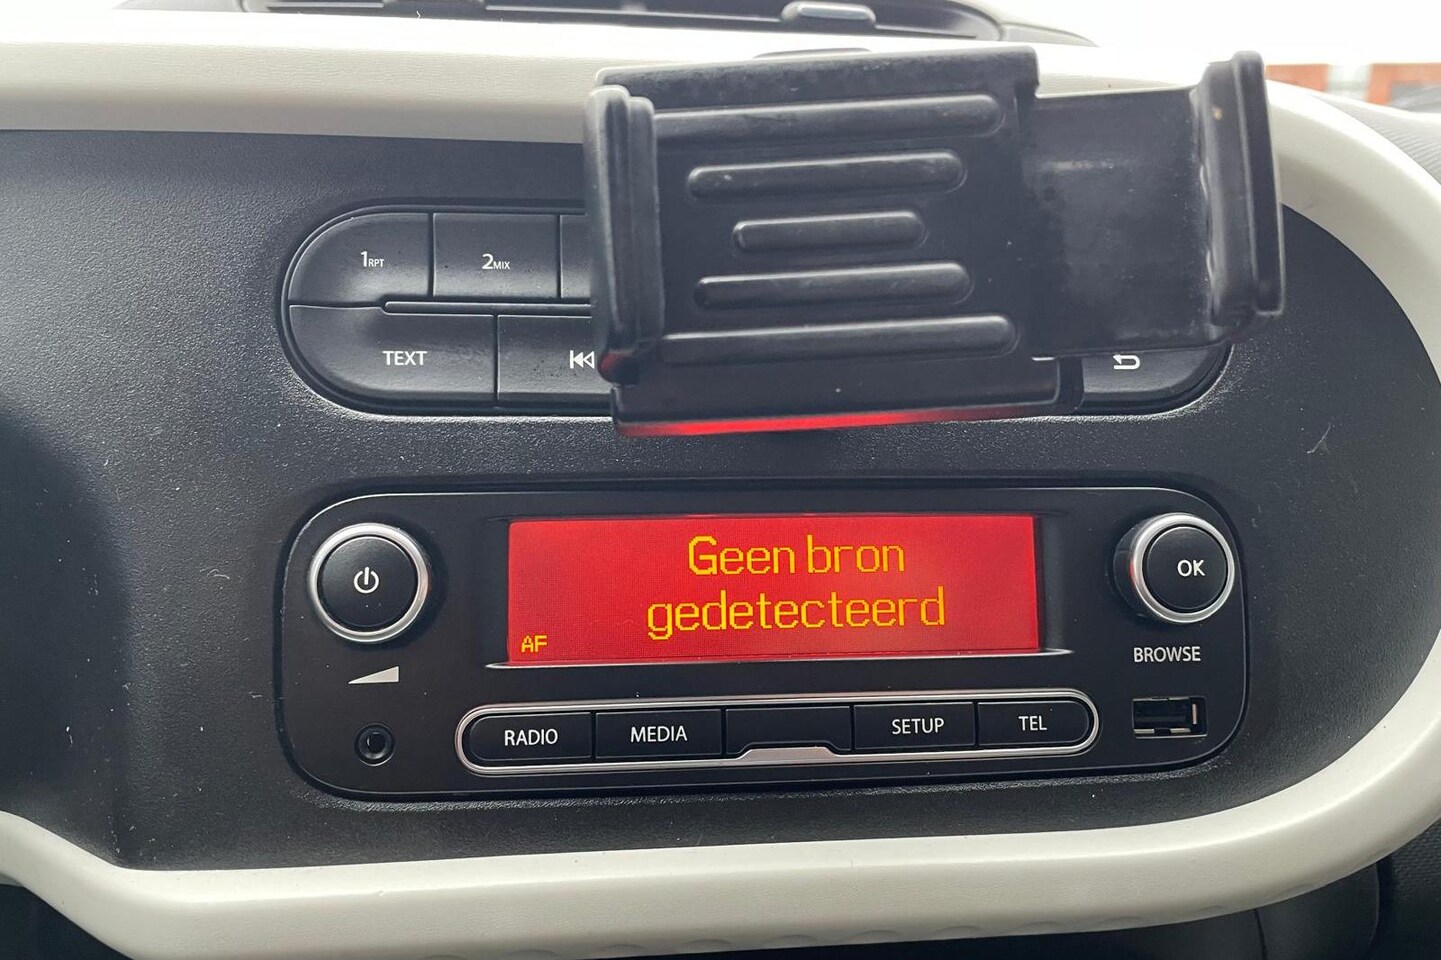 1RPT
2MIX
TEXT
Geen bron
gedetecteerd
AF
OK
BROWSE
RADIO
MEDIA
SETUP
TEL